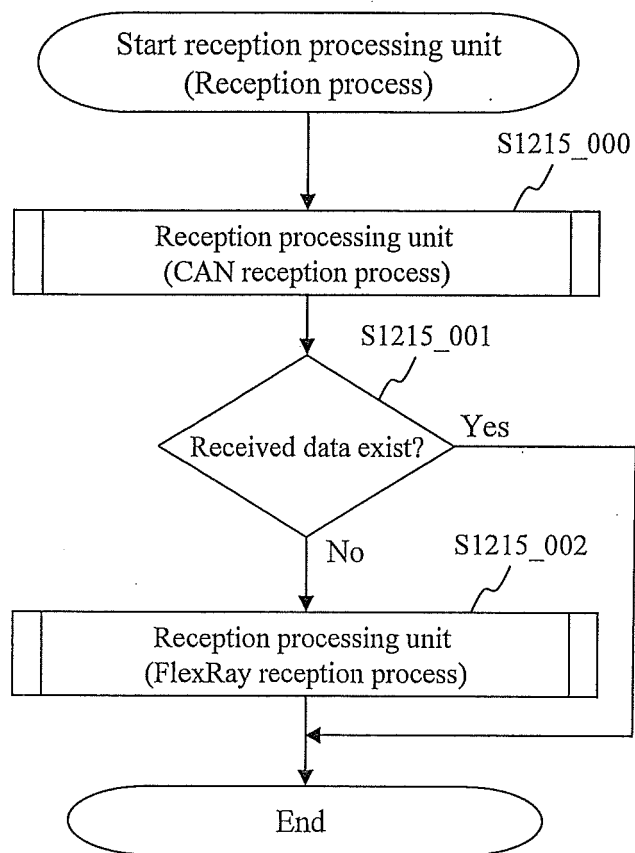 Start reception processing unit
(Reception process)
S1215_000
Reception processing unit
(CAN reception process)
S1215_001
Received data exist?
Yes
No
S1215_002
Reception processing unit
(FlexRay reception process)
End